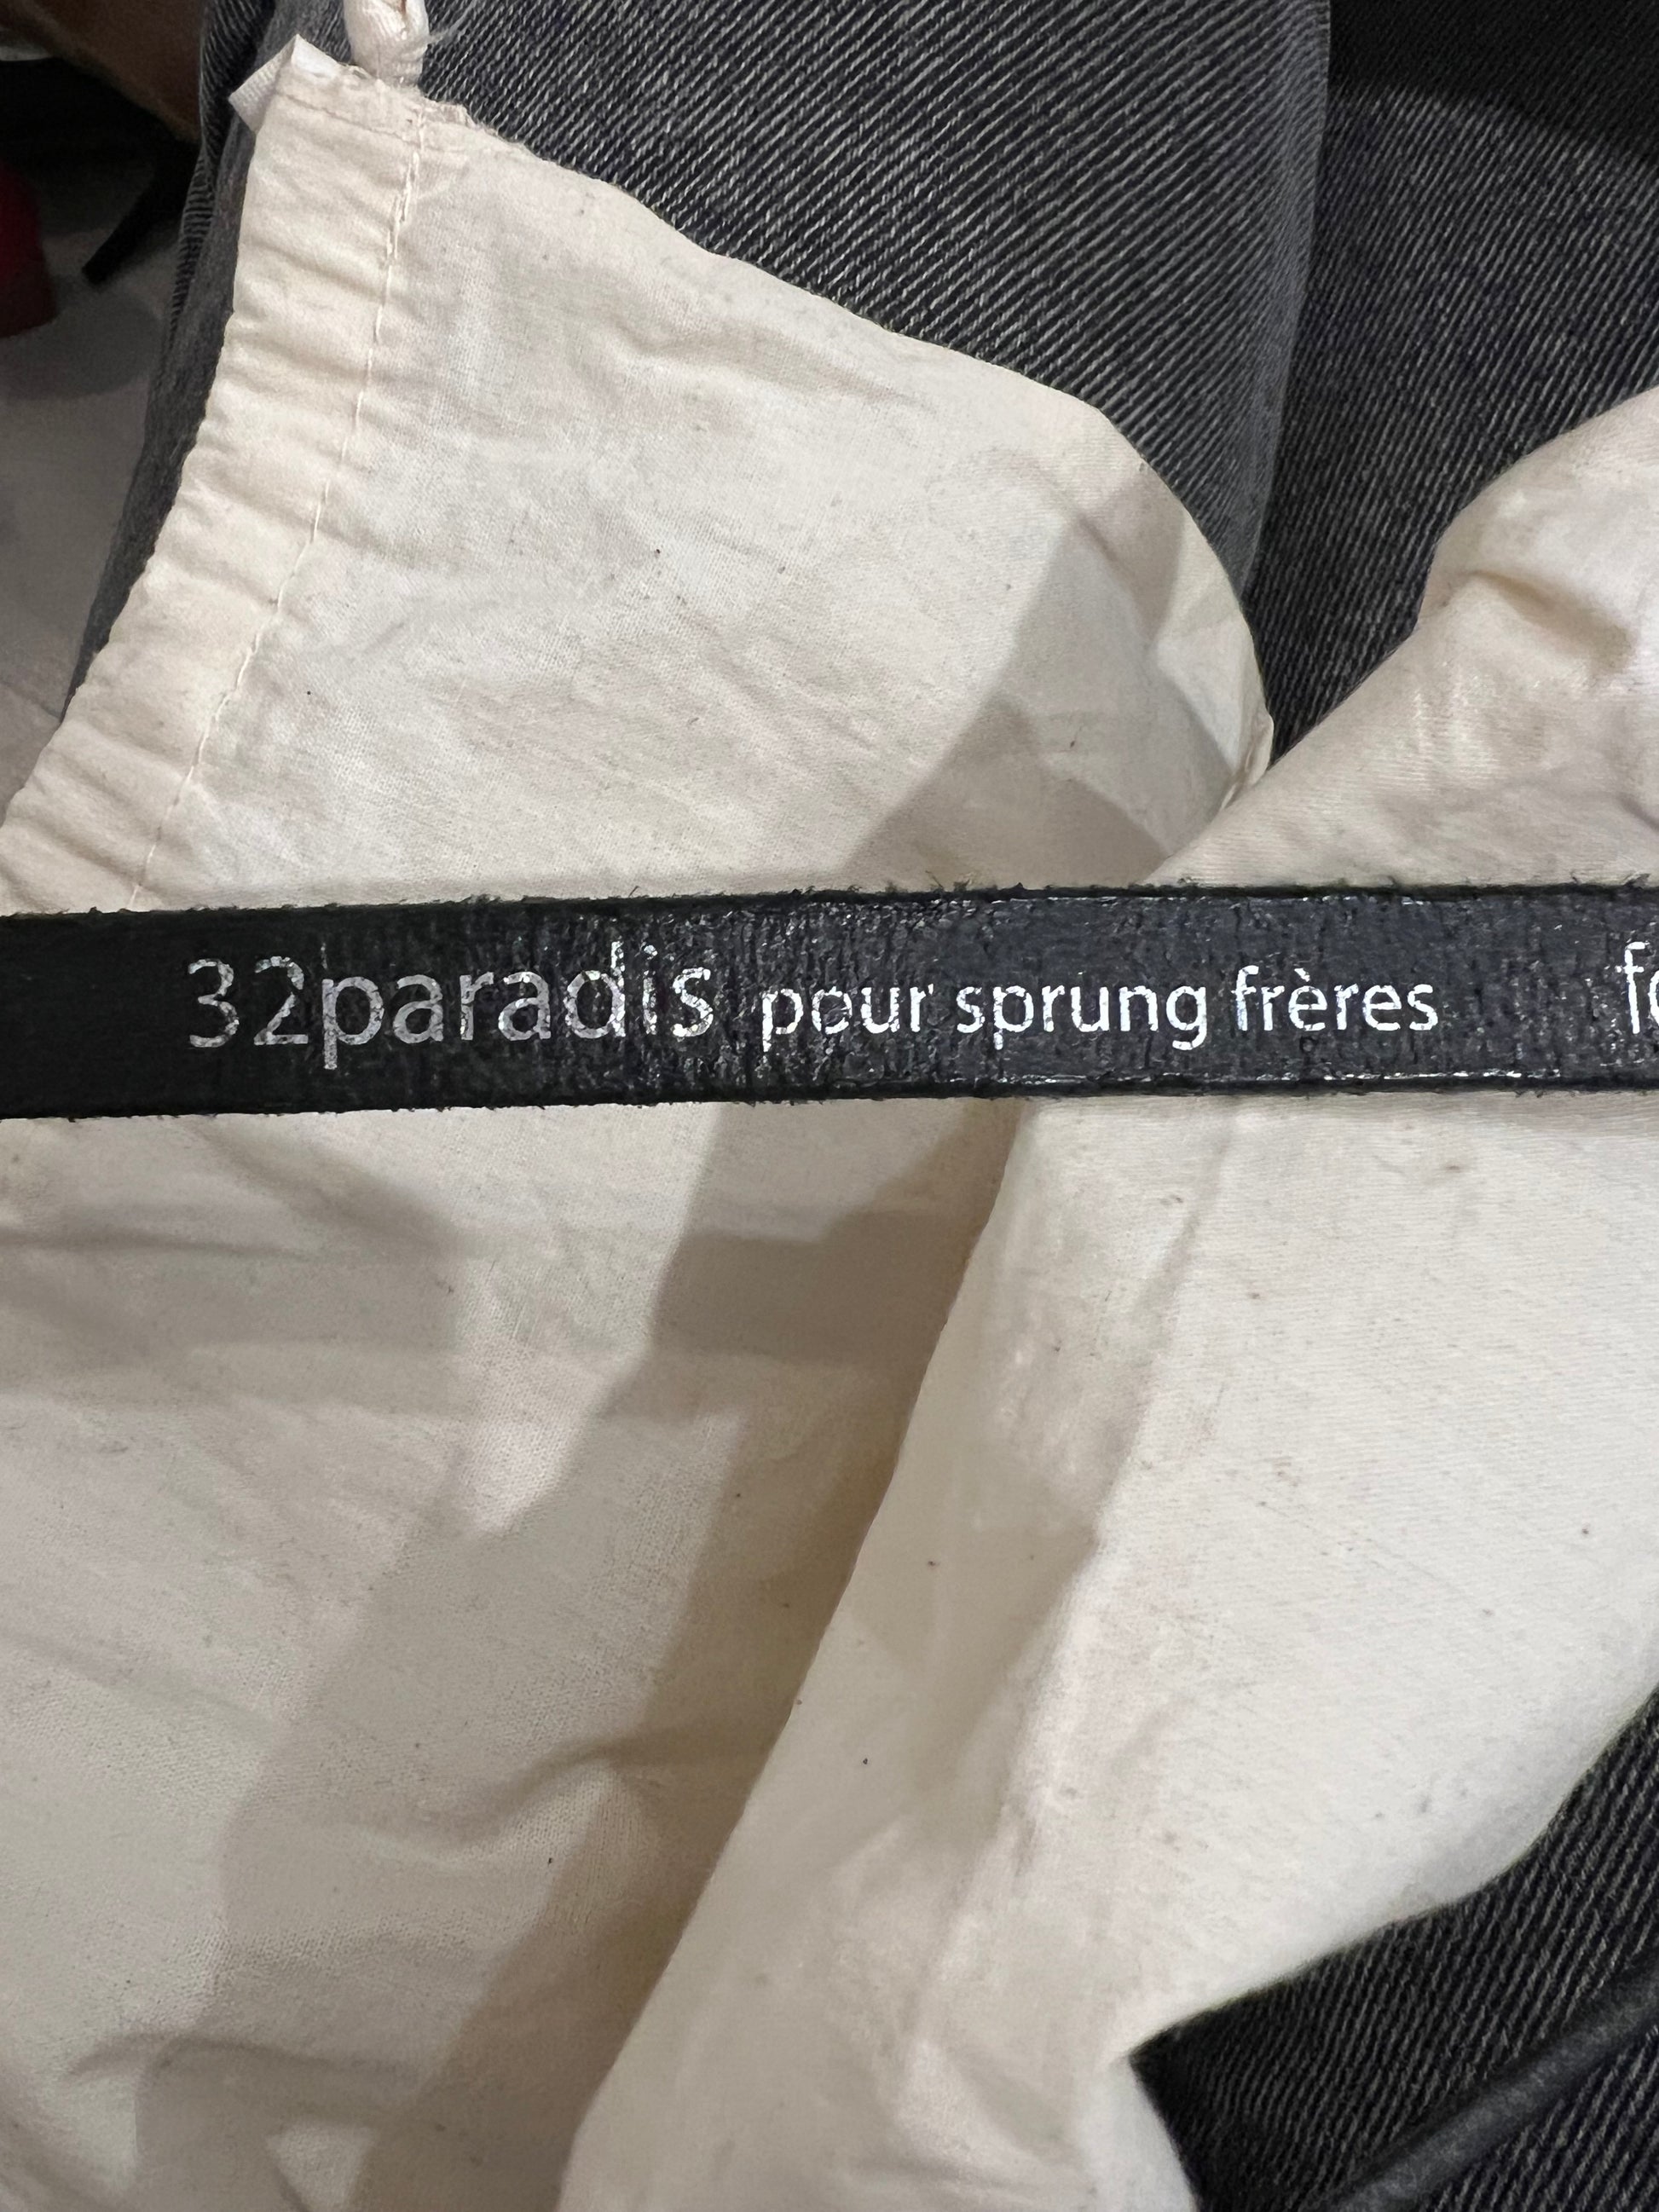 32paradis pour sprung frères